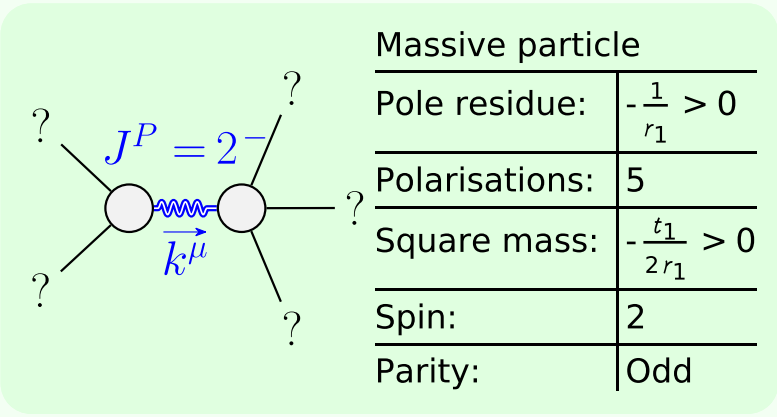 ?
?
J^P = 2^-
k^μ
?
?
?
Massive particle
Pole residue: -1/r₁ > 0
Polarisations: 5
Square mass: -t₁/2r₁ > 0
Spin: 2
Parity: Odd